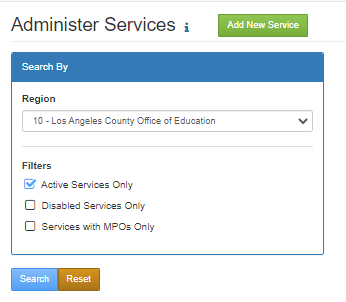 Administer Services i Add New Service
Search By
Region
10 - Los Angeles County Office of Education
Filters
Active Services Only
Disabled Services Only
Services with MPOs Only
Search Reset